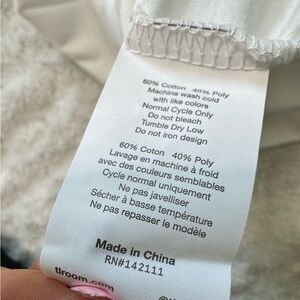 60% Cotton 40% Poly
Machine wash cold
with like colors
Normal Cycle Only
Do not bleach
Tumble Dry Low
Do not iron design
60% Coton 40% Poly
Lavage en machine à froid
avec des couleurs semblables
Cycle normal uniquement
Ne pas javelliser
Sécher à basse température
Ne pas repasser le modèle
Made in China
RN#142111
tlroom.com